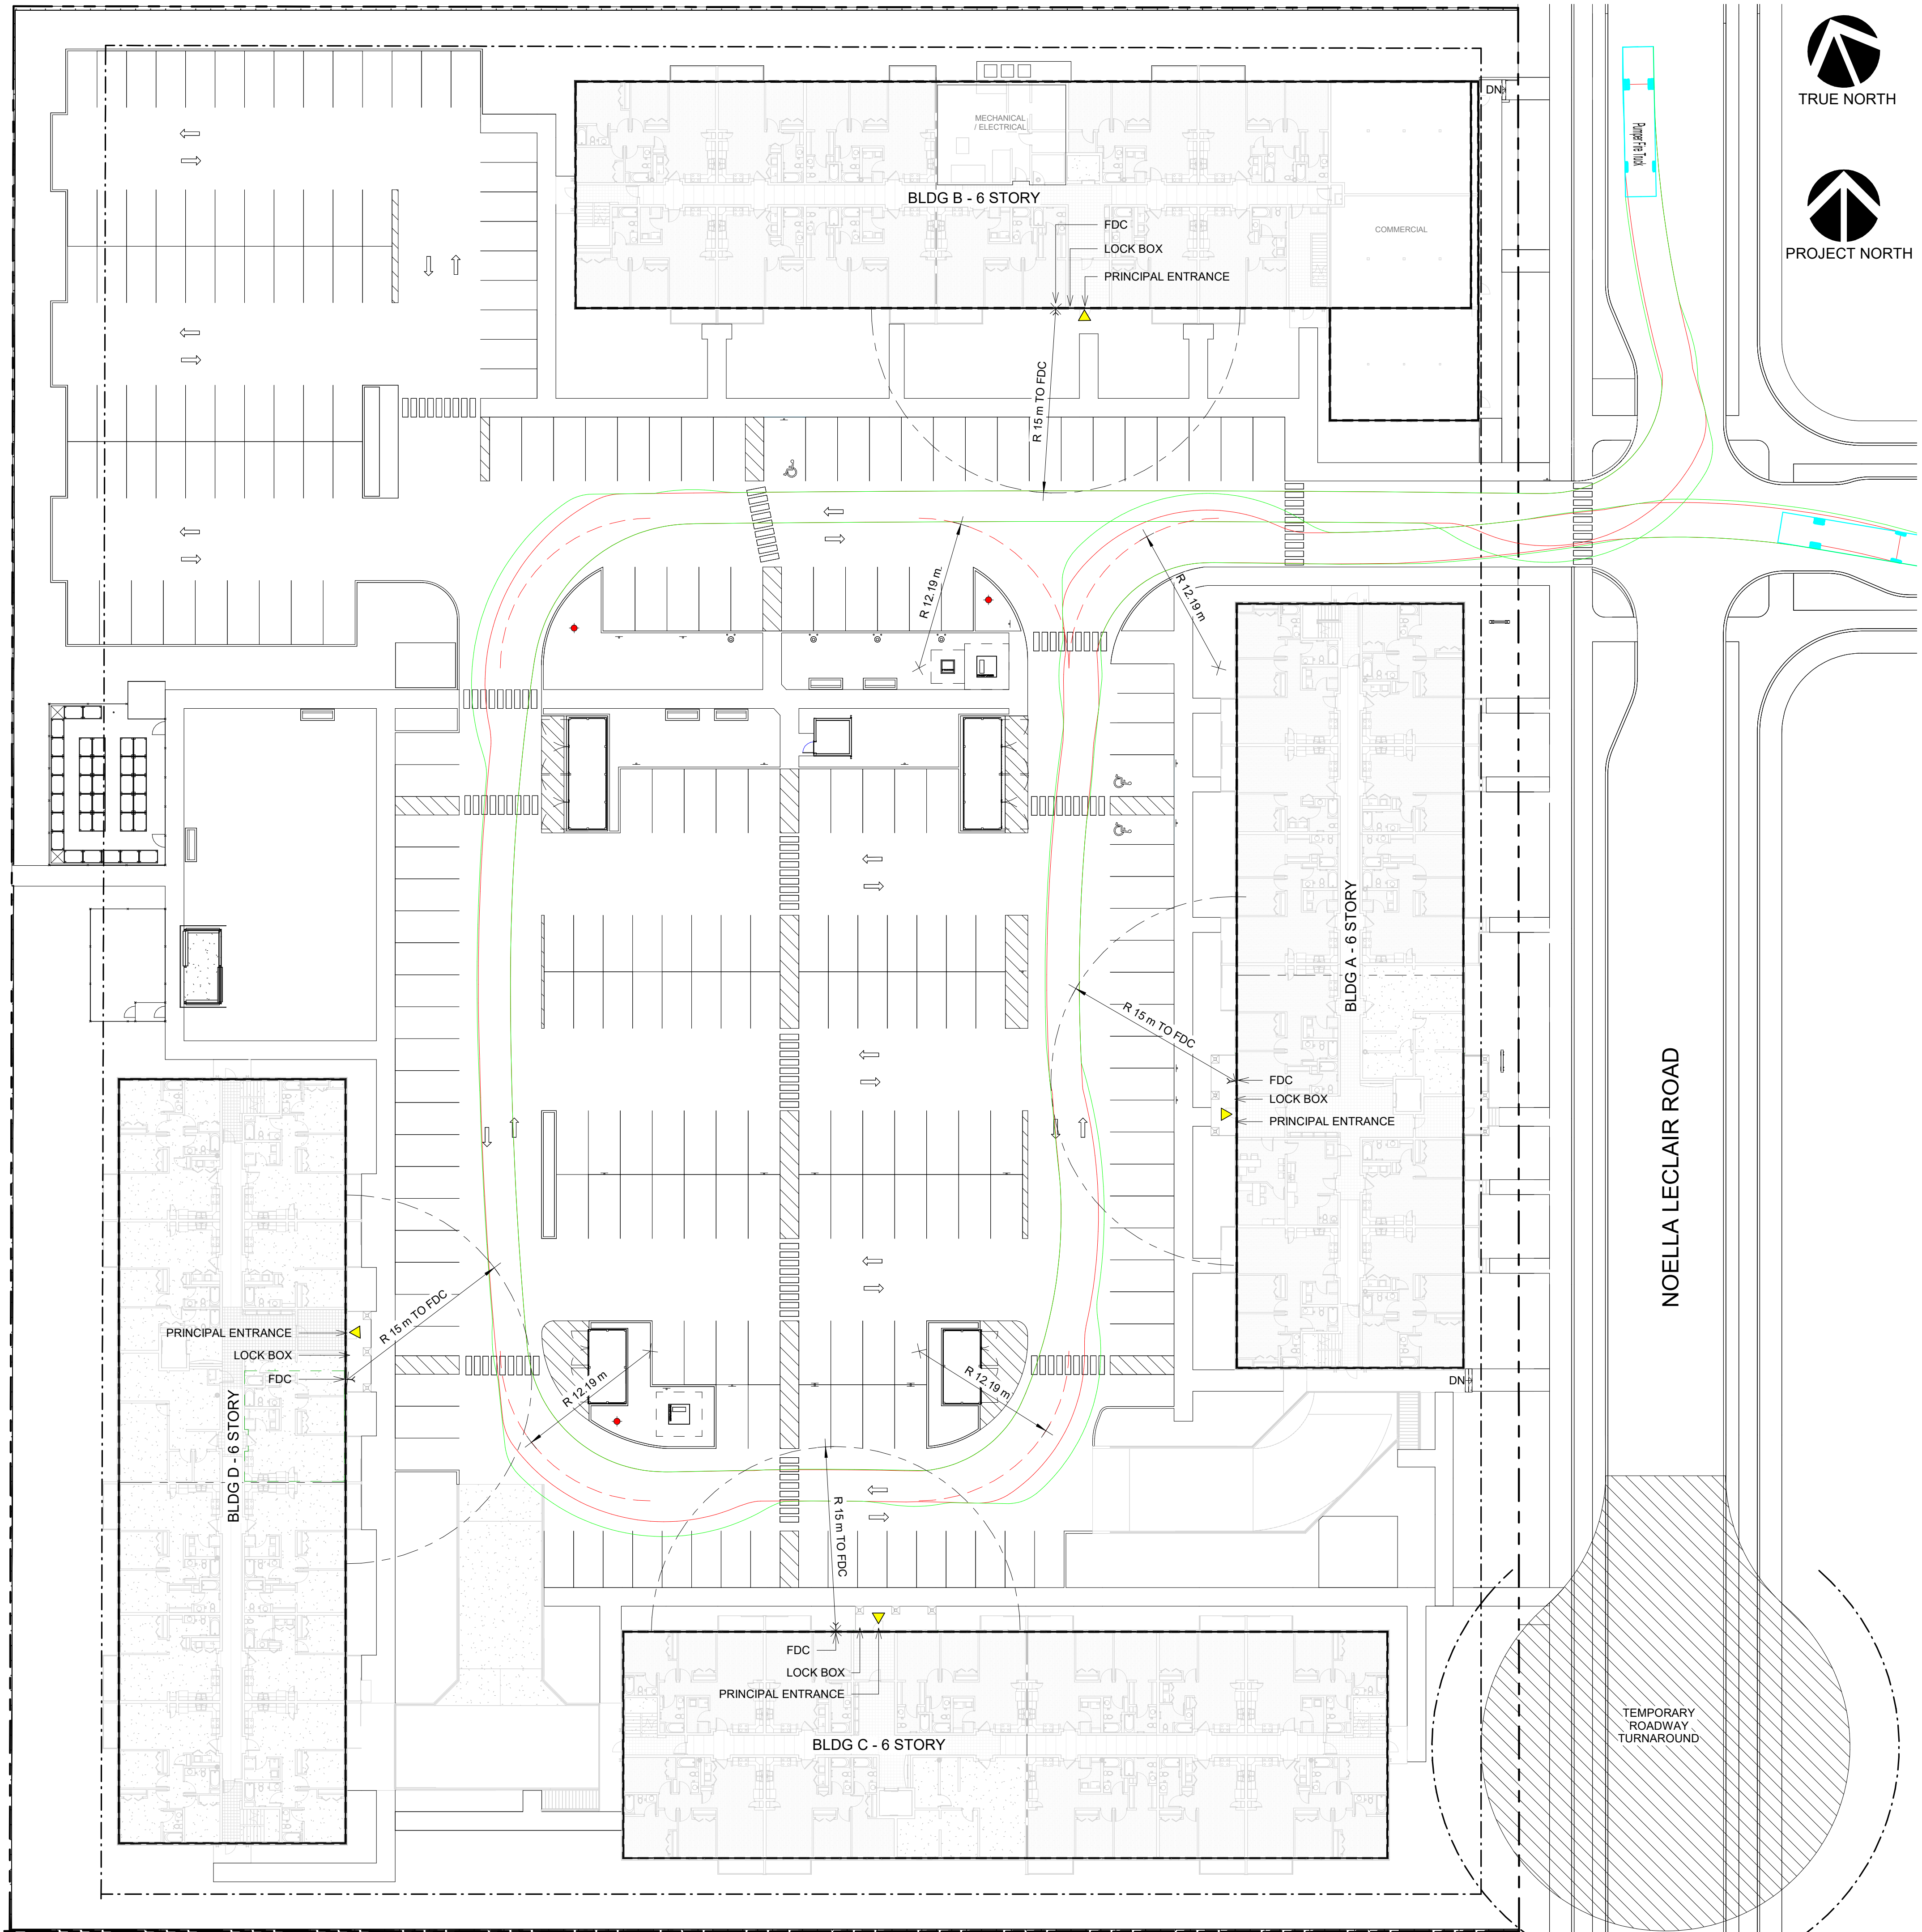 TRUE NORTH
PROJECT NORTH
Pumper Fire Truck
DN
MECHANICAL
/ ELECTRICAL
BLDG B - 6 STORY
COMMERCIAL
FDC
LOCK BOX
PRINCIPAL ENTRANCE
R 15 m TO FDC
R 12.19 m
R 12.19 m
BLDG A - 6 STORY
R 15 m TO FDC
FDC
LOCK BOX
PRINCIPAL ENTRANCE
NOELLA LECLAIR ROAD
R 15 m TO FDC
PRINCIPAL ENTRANCE
LOCK BOX
FDC
BLDG D - 6 STORY
R 12.19 m
R 12.19 m
DN
R 15 m TO FDC
FDC
LOCK BOX
PRINCIPAL ENTRANCE
BLDG C - 6 STORY
TEMPORARY
ROADWAY
TURNAROUND